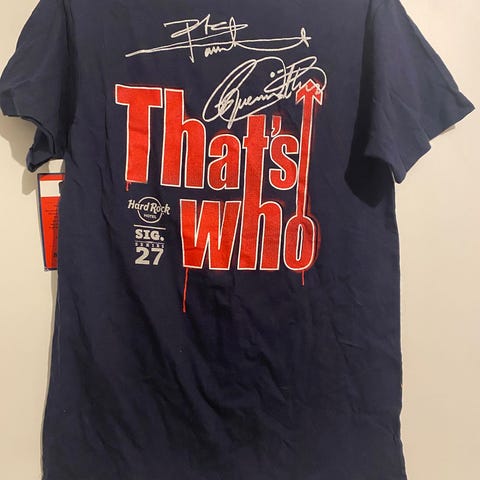 That's
who
Hard Rock
HOTEL
SIG.
SERIES
27